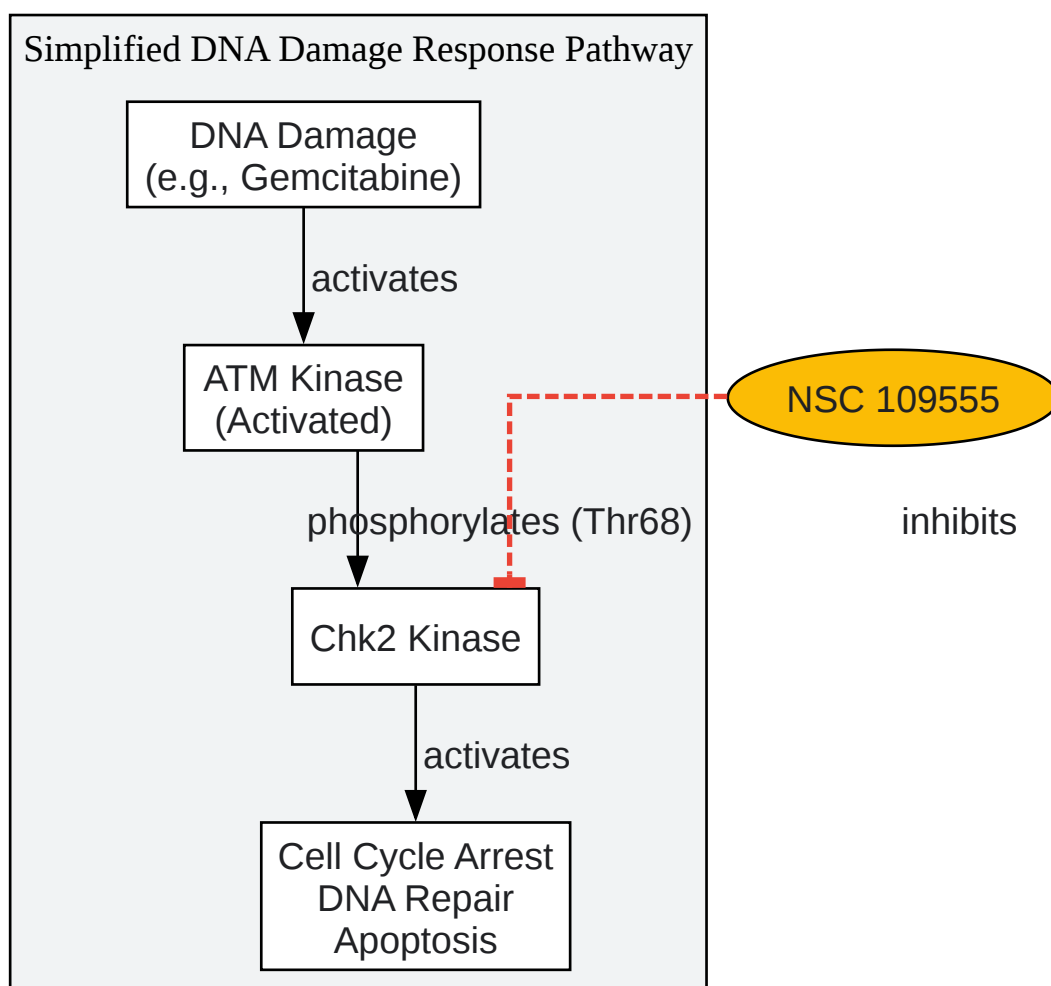 Simplified DNA Damage Response Pathway
DNA Damage
(e.g., Gemcitabine)
activates
ATM Kinase
(Activated)
NSC 109555
phosphorylates (Thr68)
inhibits
Chk2 Kinase
activates
Cell Cycle Arrest
DNA Repair
Apoptosis